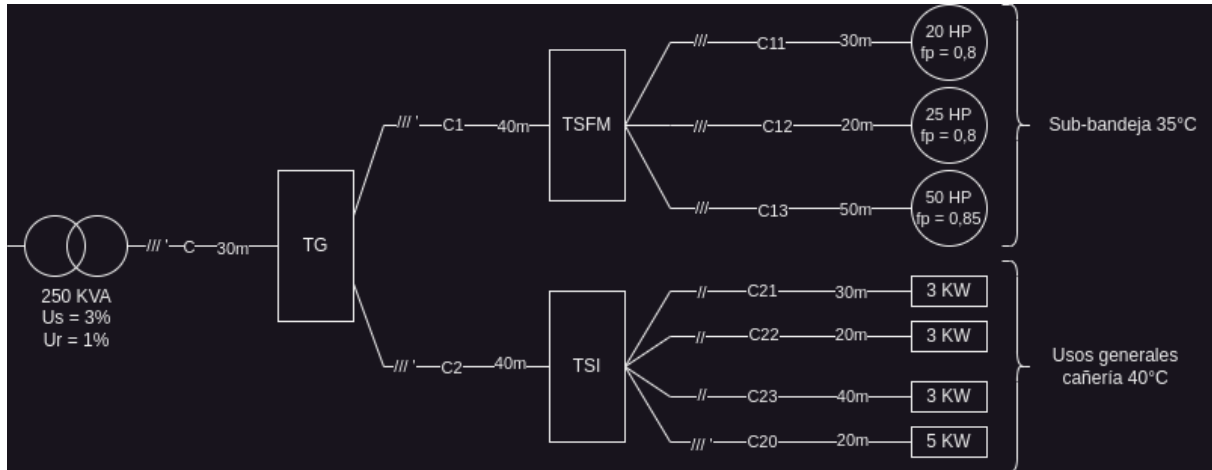 20 HP
fp = 0,8
/// C11 30m
25 HP
fp = 0,8
/// ' C1 40m
TSFM
/// C12 20m
Sub-bandeja 35°C
50 HP
fp = 0,85
/// C13 50m
/// ' C 30m
TG
250 KVA
Us = 3%
Ur = 1%
// C21 30m
3 KW
// C22 20m
3 KW
/// ' C2 40m
TSI
Usos generales
cañería 40°C
// C23 40m
3 KW
/// ' C20 20m
5 KW